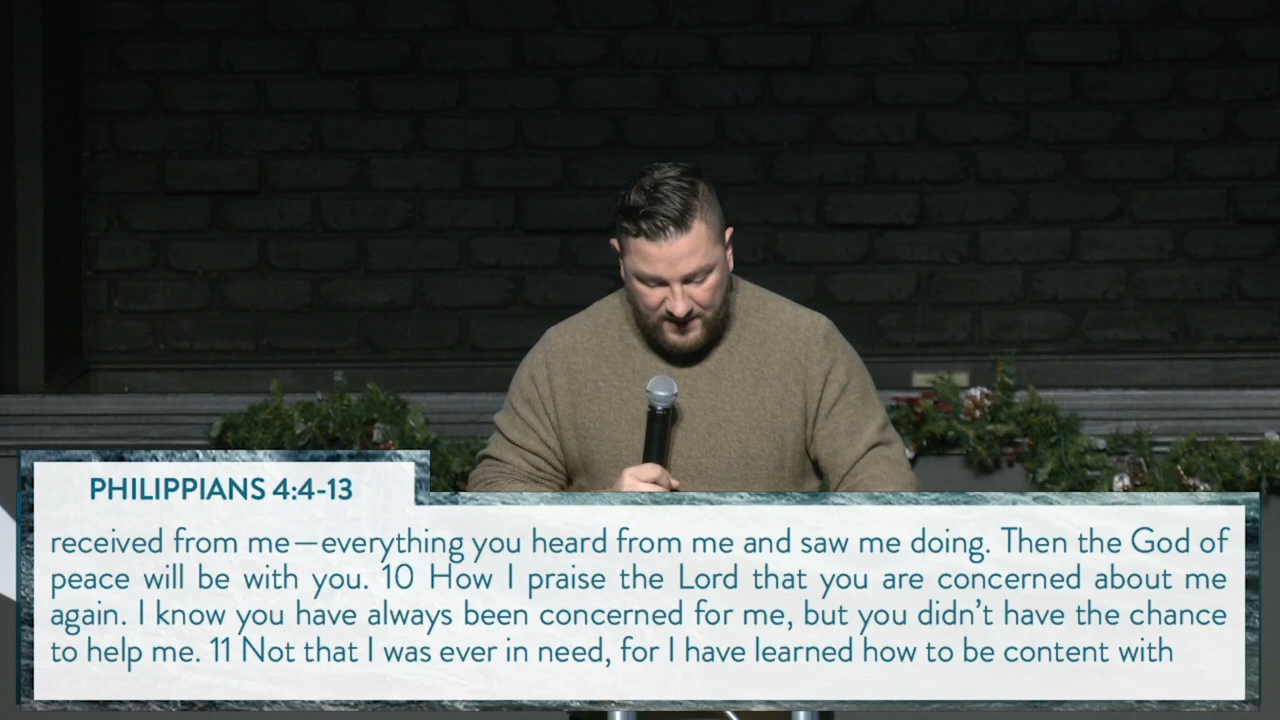 PHILIPPIANS 4:4-13
received from me—everything you heard from me and saw me doing. Then the God of
peace will be with you. 10 How I praise the Lord that you are concerned about me
again. I know you have always been concerned for me, but you didn't have the chance
to help me. 11 Not that I was ever in need, for I have learned how to be content with